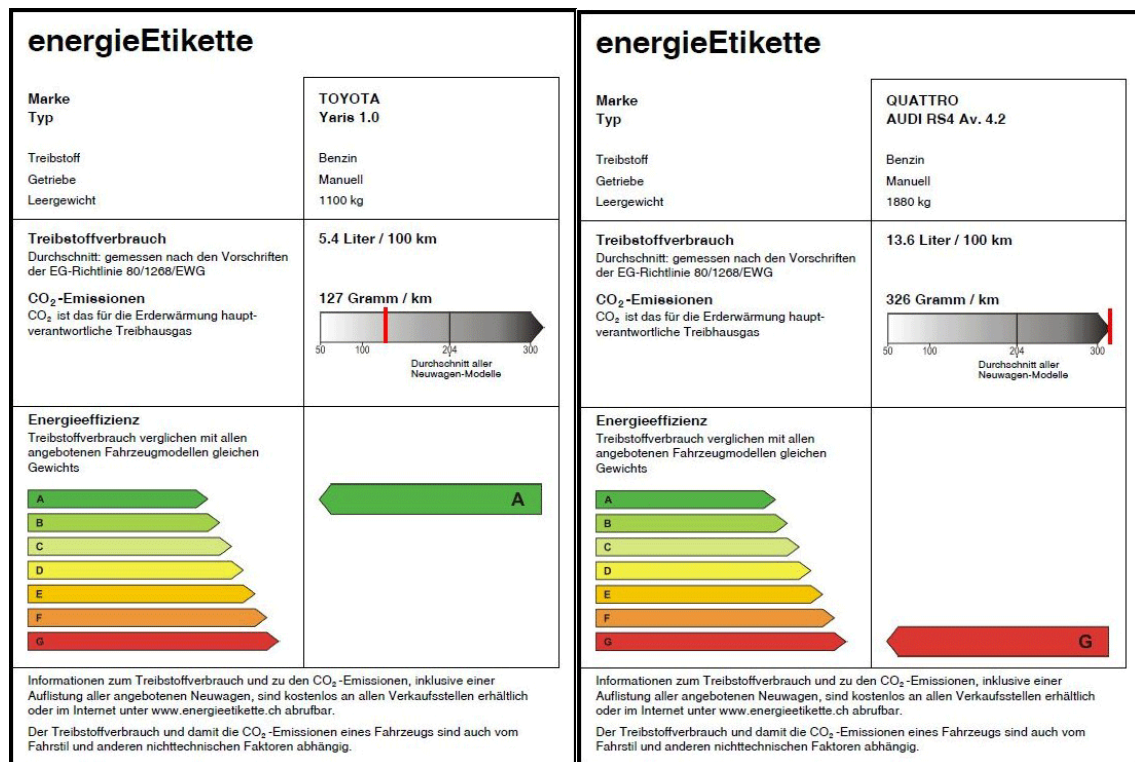 energieEtikette
Marke TOYOTA
Typ Yaris 1.0
Treibstoff Benzin
Getriebe Manuell
Leergewicht 1100 kg
Treibstoffverbrauch 5.4 Liter / 100 km
Durchschnitt: gemessen nach den Vorschriften
der EG-Richtlinie 80/1268/EWG
CO₂-Emissionen 127 Gramm / km
CO₂ ist das für die Erderwärmung haupt-
verantwortliche Treibhausgas
50 100 204 300
Durchschnitt aller
Neuwagen-Modelle
Energieeffizienz
Treibstoffverbrauch verglichen mit allen
angebotenen Fahrzeugmodellen gleichen
Gewichts
A A
B
C
D
E
F
G
Informationen zum Treibstoffverbrauch und zu den CO₂-Emissionen, inklusive einer
Auflistung aller angebotenen Neuwagen, sind kostenlos an allen Verkaufsstellen erhältlich
oder im Internet unter www.energieetikette.ch abrufbar.
Der Treibstoffverbrauch und damit die CO₂-Emissionen eines Fahrzeugs sind auch vom
Fahrstil und anderen nichttechnischen Faktoren abhängig.
energieEtikette
Marke QUATTRO
Typ AUDI RS4 Av. 4.2
Treibstoff Benzin
Getriebe Manuell
Leergewicht 1880 kg
Treibstoffverbrauch 13.6 Liter / 100 km
Durchschnitt: gemessen nach den Vorschriften
der EG-Richtlinie 80/1268/EWG
CO₂-Emissionen 326 Gramm / km
CO₂ ist das für die Erderwärmung haupt-
verantwortliche Treibhausgas
50 100 204 300
Durchschnitt aller
Neuwagen-Modelle
Energieeffizienz
Treibstoffverbrauch verglichen mit allen
angebotenen Fahrzeugmodellen gleichen
Gewichts
A
B
C
D
E
F
G G
Informationen zum Treibstoffverbrauch und zu den CO₂-Emissionen, inklusive einer
Auflistung aller angebotenen Neuwagen, sind kostenlos an allen Verkaufsstellen erhältlich
oder im Internet unter www.energieetikette.ch abrufbar.
Der Treibstoffverbrauch und damit die CO₂-Emissionen eines Fahrzeugs sind auch vom
Fahrstil und anderen nichttechnischen Faktoren abhängig.